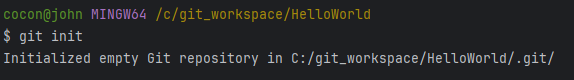 cocon@john MINGW64 /c/git_workspace/HelloWorld
$ git init
Initialized empty Git repository in C:/git_workspace/HelloWorld/.git/